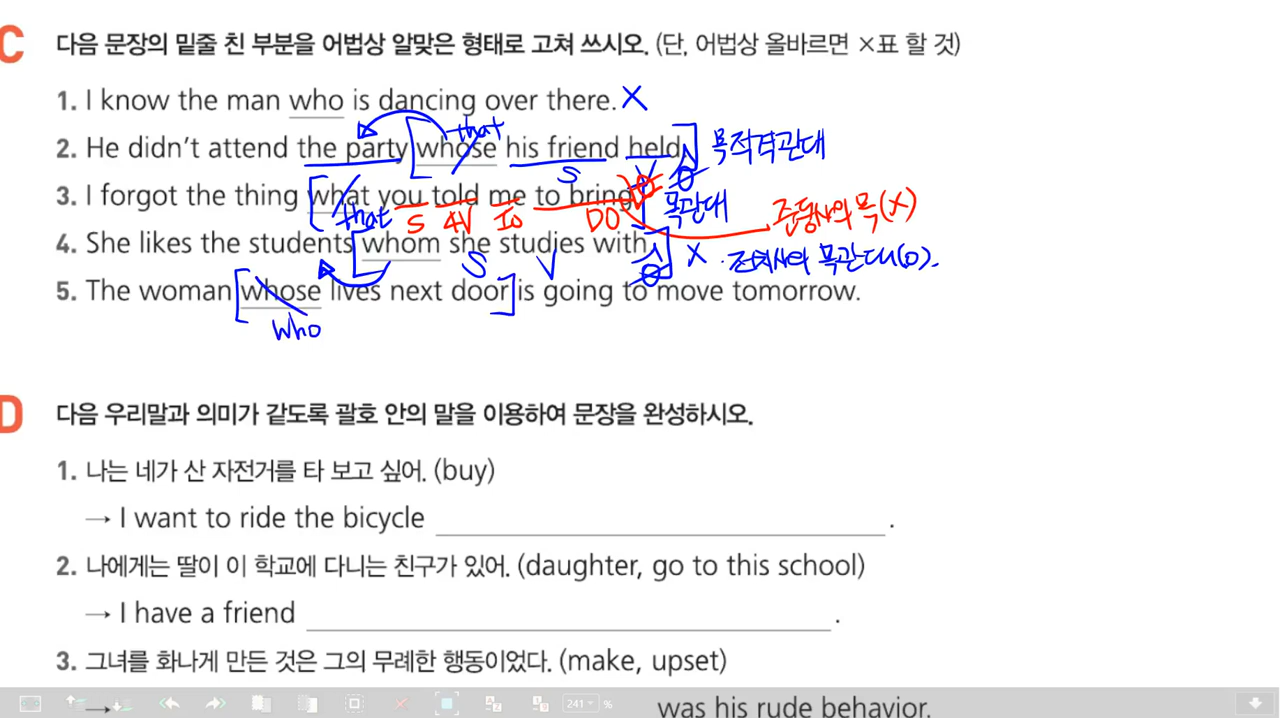 C 다음 문장의 밑줄 친 부분을 어법상 알맞은 형태로 고쳐 쓰시오. (단, 어법상 올바르면 ×표 할 것)
1. I know the man who is dancing over there. X
that
2. He didn't attend the party whose his friend held. 목적격관대
S V
3. I forgot the thing what you told me to bring. 목관대
that S 4V IO DO 준동사의 목(X)
4. She likes the students whom she studies with. X · 전치사의 목관대(O).
S V
5. The woman whose lives next door is going to move tomorrow.
who
D 다음 우리말과 의미가 같도록 괄호 안의 말을 이용하여 문장을 완성하시오.
1. 나는 네가 산 자전거를 타 보고 싶어. (buy)
→ I want to ride the bicycle .
2. 나에게는 딸이 이 학교에 다니는 친구가 있어. (daughter, go to this school)
→ I have a friend .
3. 그녀를 화나게 만든 것은 그의 무례한 행동이었다. (make, upset)
→ was his rude behavior.
241 %